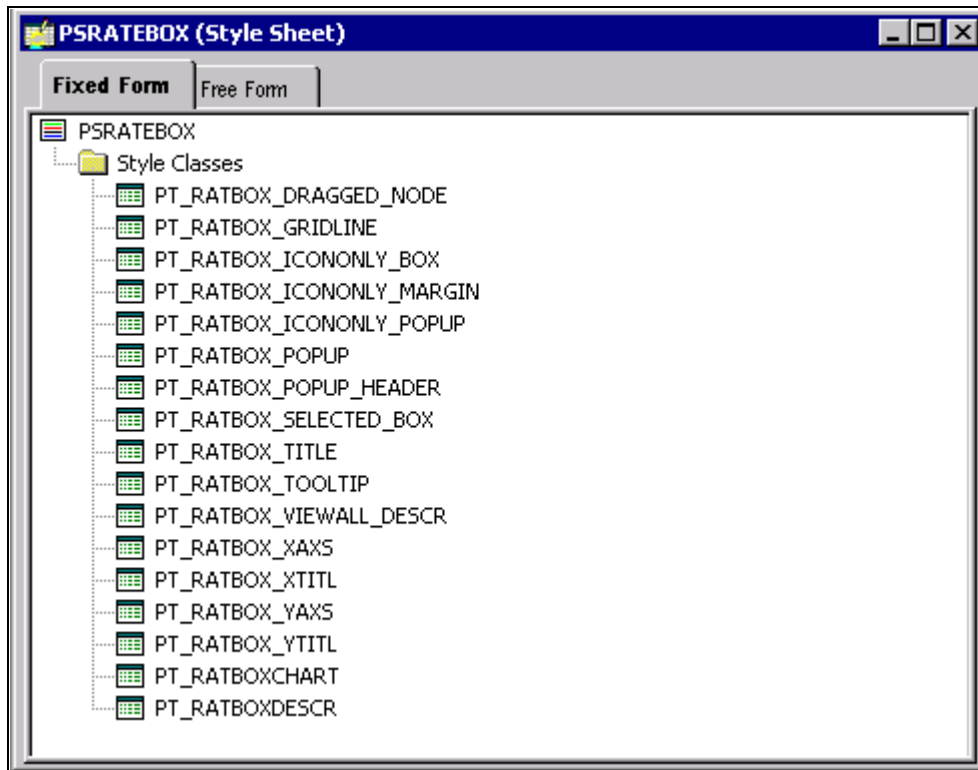 PSRATEBOX (Style Sheet)
Fixed Form Free Form
PSRATEBOX
Style Classes
PT_RATBOX_DRAGGED_NODE
PT_RATBOX_GRIDLINE
PT_RATBOX_ICONONLY_BOX
PT_RATBOX_ICONONLY_MARGIN
PT_RATBOX_ICONONLY_POPUP
PT_RATBOX_POPUP
PT_RATBOX_POPUP_HEADER
PT_RATBOX_SELECTED_BOX
PT_RATBOX_TITLE
PT_RATBOX_TOOLTIP
PT_RATBOX_VIEWALL_DESCR
PT_RATBOX_XAXS
PT_RATBOX_XTITL
PT_RATBOX_YAXS
PT_RATBOX_YTITL
PT_RATBOXCHART
PT_RATBOXDESCR